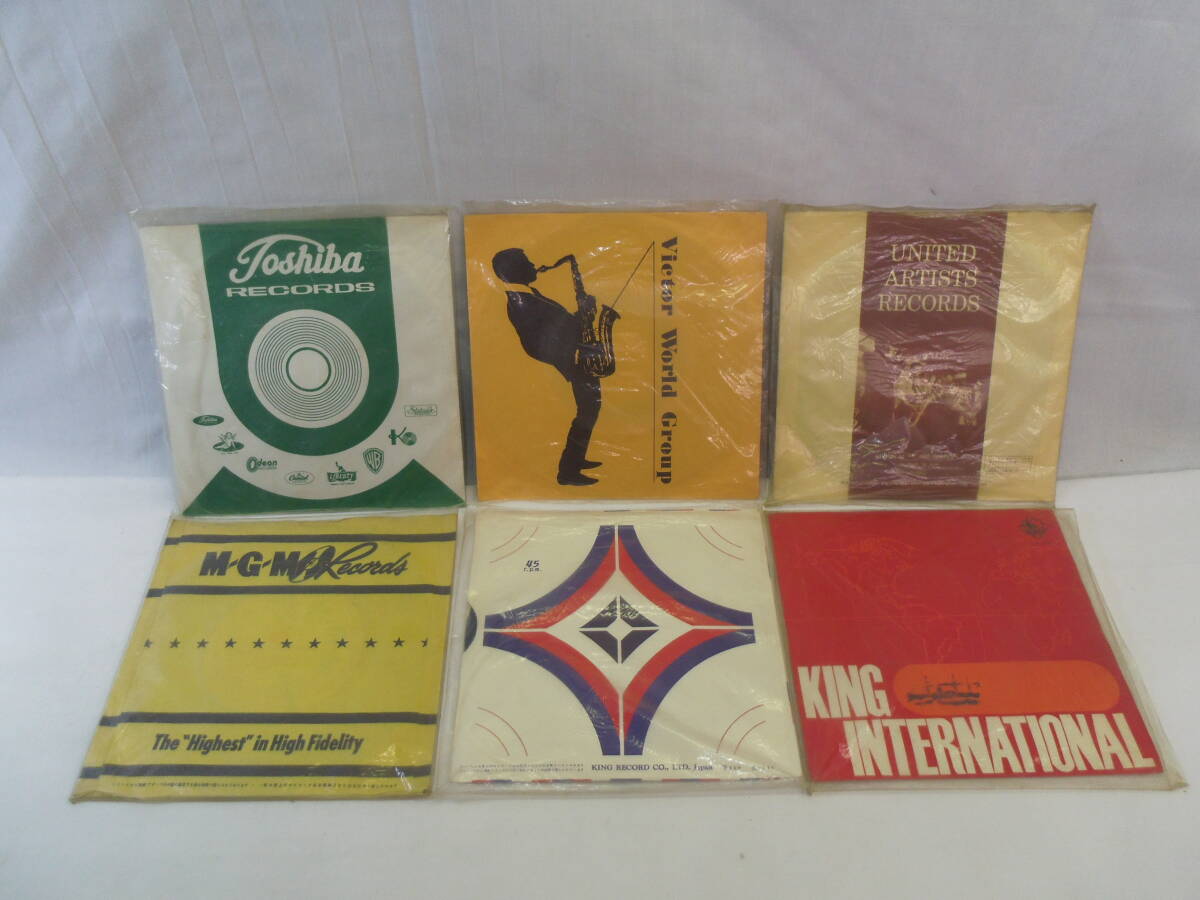 Toshiba
RECORDS
Odeon
Capitol
LIBERTY
WB
Victor World Group
UNITED
ARTISTS
RECORDS
M-G-M Records
The "Highest" in High Fidelity
45
r.p.m.
KING RECORD CO., LTD. Japan
KING
INTERNATIONAL